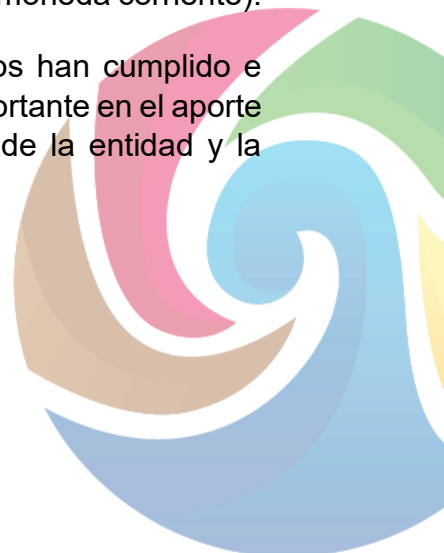 moneda corriente).
os han cumplido e
ortante en el aporte
de la entidad y la